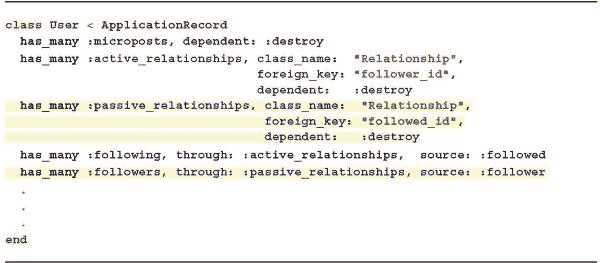 class User < ApplicationRecord
  has_many :microposts, dependent: :destroy
  has_many :active_relationships, class_name:  "Relationship",
                                  foreign_key: "follower_id",
                                  dependent:   :destroy
  has_many :passive_relationships, class_name:  "Relationship",
                                   foreign_key: "followed_id",
                                   dependent:   :destroy
  has_many :following, through: :active_relationships,  source: :followed
  has_many :followers, through: :passive_relationships, source: :follower
  .
  .
  .
end